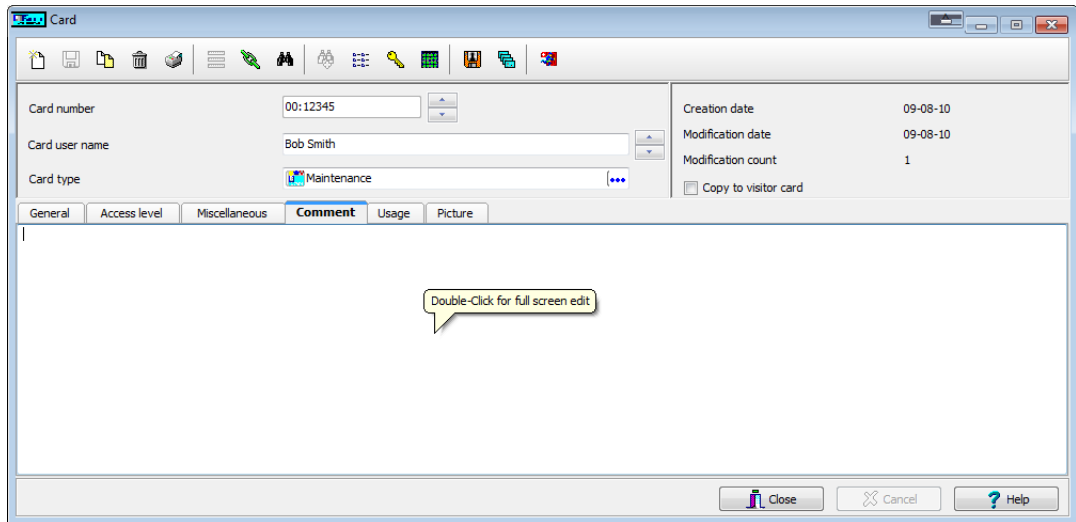 Card
Card number 00:12345
Card user name Bob Smith
Card type Maintenance
Creation date 09-08-10
Modification date 09-08-10
Modification count 1
Copy to visitor card
General Access level Miscellaneous Comment Usage Picture
Double-Click for full screen edit
Close Cancel Help